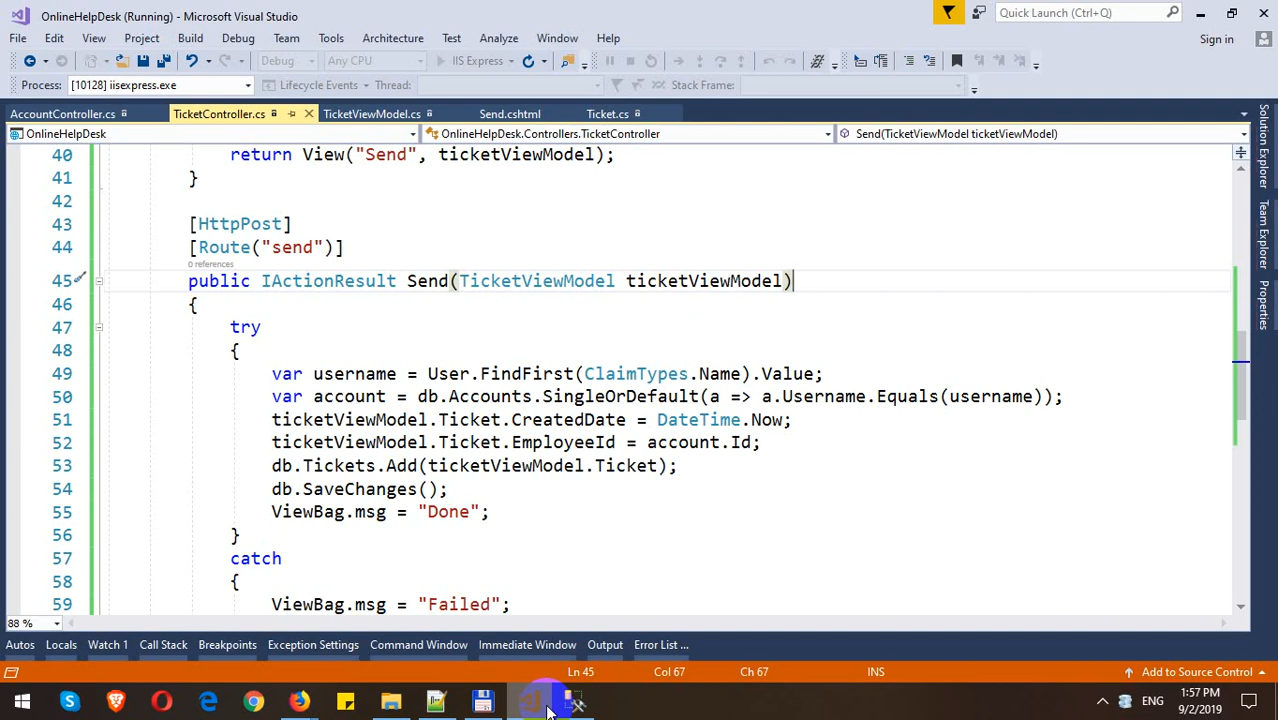 OnlineHelpDesk (Running) - Microsoft Visual Studio
Quick Launch (Ctrl+Q)
File Edit View Project Build Debug Team Tools Architecture Test Analyze Window Help
Sign in
Debug Any CPU IIS Express
Process: [10128] iisexpress.exe Lifecycle Events Thread: Stack Frame:
AccountController.cs TicketController.cs TicketViewModel.cs Send.cshtml Ticket.cs
OnlineHelpDesk OnlineHelpDesk.Controllers.TicketController Send(TicketViewModel ticketViewModel)
40 return View("Send", ticketViewModel);
41 }
42
43 [HttpPost]
44 [Route("send")]
0 references
45 public IActionResult Send(TicketViewModel ticketViewModel)
46 {
47 try
48 {
49 var username = User.FindFirst(ClaimTypes.Name).Value;
50 var account = db.Accounts.SingleOrDefault(a => a.Username.Equals(username));
51 ticketViewModel.Ticket.CreatedDate = DateTime.Now;
52 ticketViewModel.Ticket.EmployeeId = account.Id;
53 db.Tickets.Add(ticketViewModel.Ticket);
54 db.SaveChanges();
55 ViewBag.msg = "Done";
56 }
57 catch
58 {
59 ViewBag.msg = "Failed";
Solution Explorer
Team Explorer
Properties
88 %
Autos Locals Watch 1 Call Stack Breakpoints Exception Settings Command Window Immediate Window Output Error List ...
Ln 45 Col 67 Ch 67 INS Add to Source Control
ENG 1:57 PM
9/2/2019